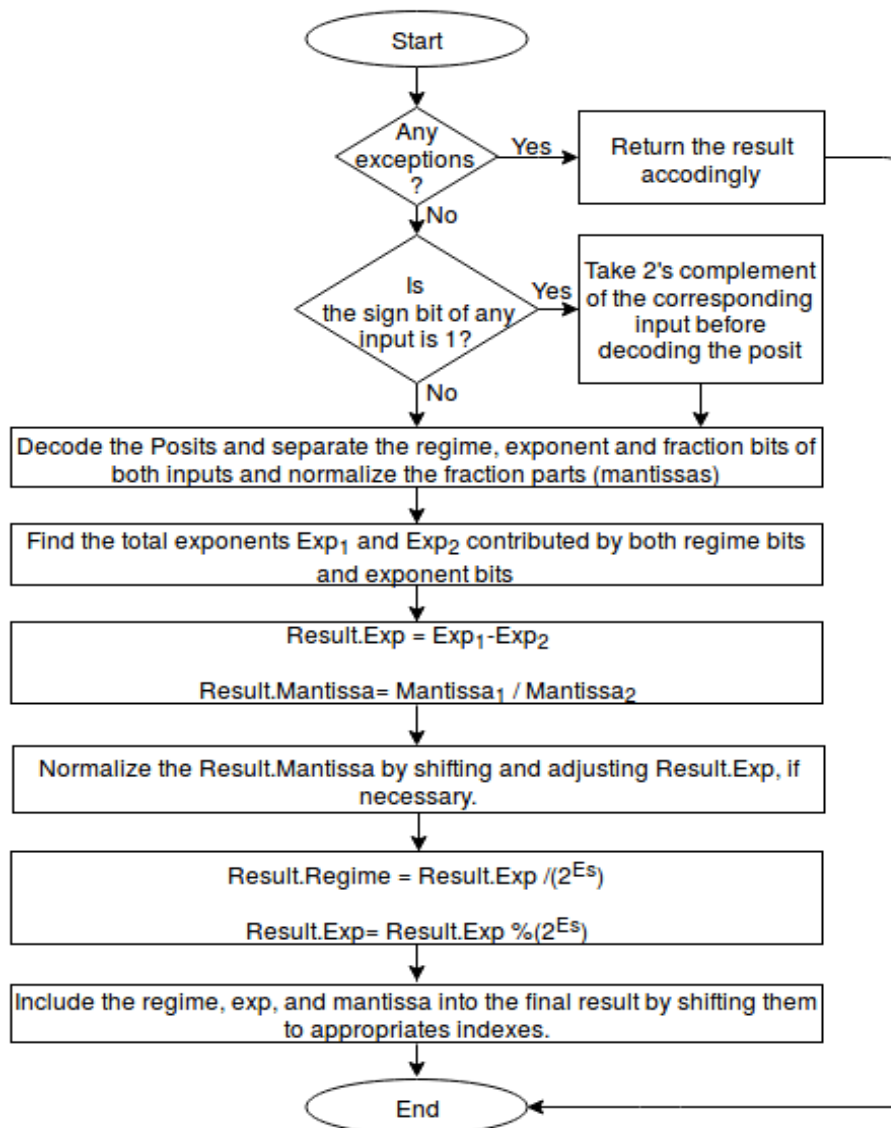 Start
Any
exceptions
?
Yes
Return the result
accodingly
No
Is
the sign bit of any
input is 1?
Yes
Take 2's complement
of the corresponding
input before
decoding the posit
No
Decode the Posits and separate the regime, exponent and fraction bits of
both inputs and normalize the fraction parts (mantissas)
Find the total exponents Exp₁ and Exp₂ contributed by both regime bits
and exponent bits
Result.Exp = Exp₁-Exp₂
Result.Mantissa= Mantissa₁ / Mantissa₂
Normalize the Result.Mantissa by shifting and adjusting Result.Exp, if
necessary.
Result.Regime = Result.Exp /(2^Es)
Result.Exp= Result.Exp %(2^Es)
Include the regime, exp, and mantissa into the final result by shifting them
to appropriates indexes.
End